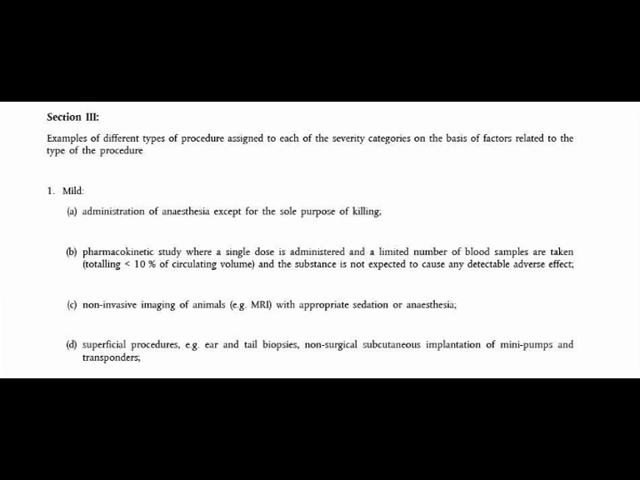 Section III:
Examples of different types of procedure assigned to each of the severity categories on the basis of factors related to the
type of the procedure
1. Mild:
(a) administration of anaesthesia except for the sole purpose of killing;
(b) pharmacokinetic study where a single dose is administered and a limited number of blood samples are taken
(totalling < 10 % of circulating volume) and the substance is not expected to cause any detectable adverse effect;
(c) non-invasive imaging of animals (e.g. MRI) with appropriate sedation or anaesthesia;
(d) superficial procedures, e.g. ear and tail biopsies, non-surgical subcutaneous implantation of mini-pumps and
transponders;